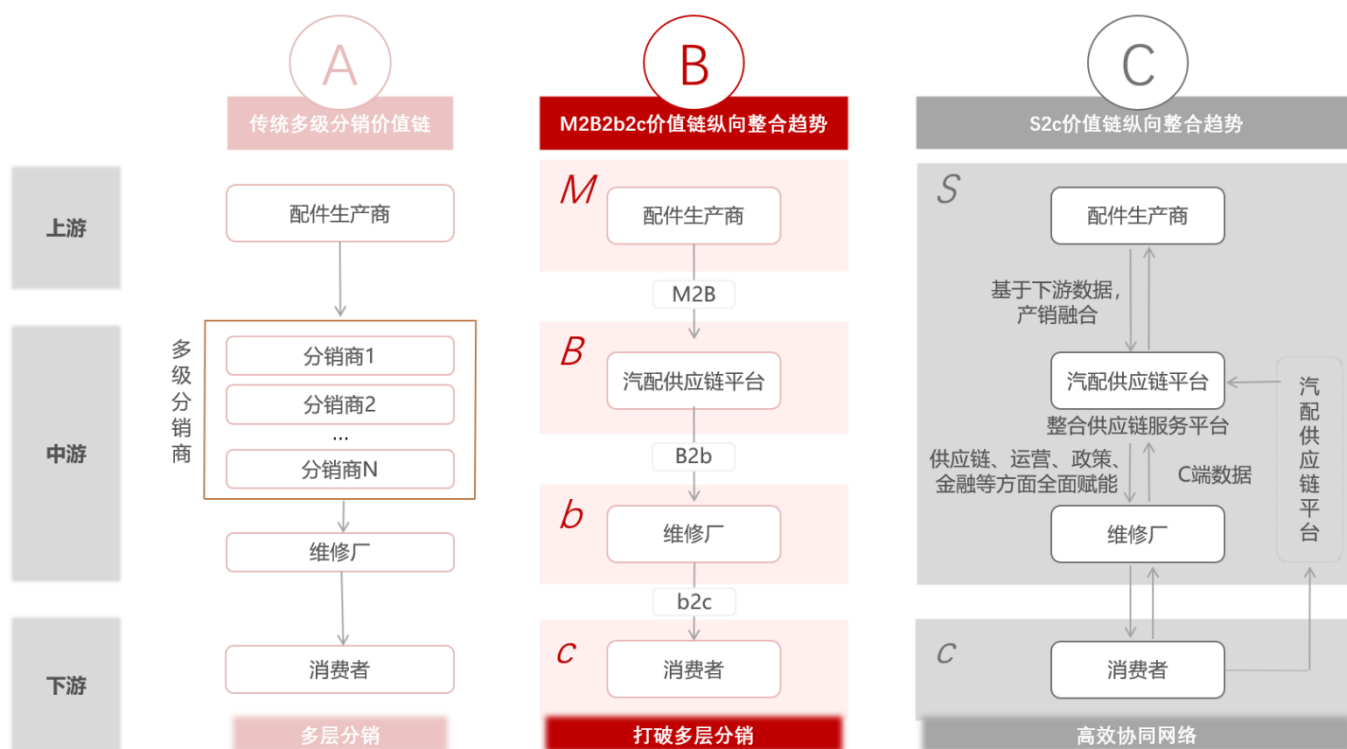 A
传统多级分销价值链
上游
配件生产商
多级分销商
分销商1
分销商2
...
分销商N
中游
维修厂
下游
消费者
多层分销
B
M2B2b2c价值链纵向整合趋势
M
配件生产商
M2B
B
汽配供应链平台
B2b
b
维修厂
b2c
c
消费者
打破多层分销
C
S2c价值链纵向整合趋势
S
配件生产商
基于下游数据，
产销融合
汽配供应链平台
整合供应链服务平台
供应链、运营、政策、
金融等方面全面赋能
C端数据
汽配供应链平台
维修厂
c
消费者
高效协同网络